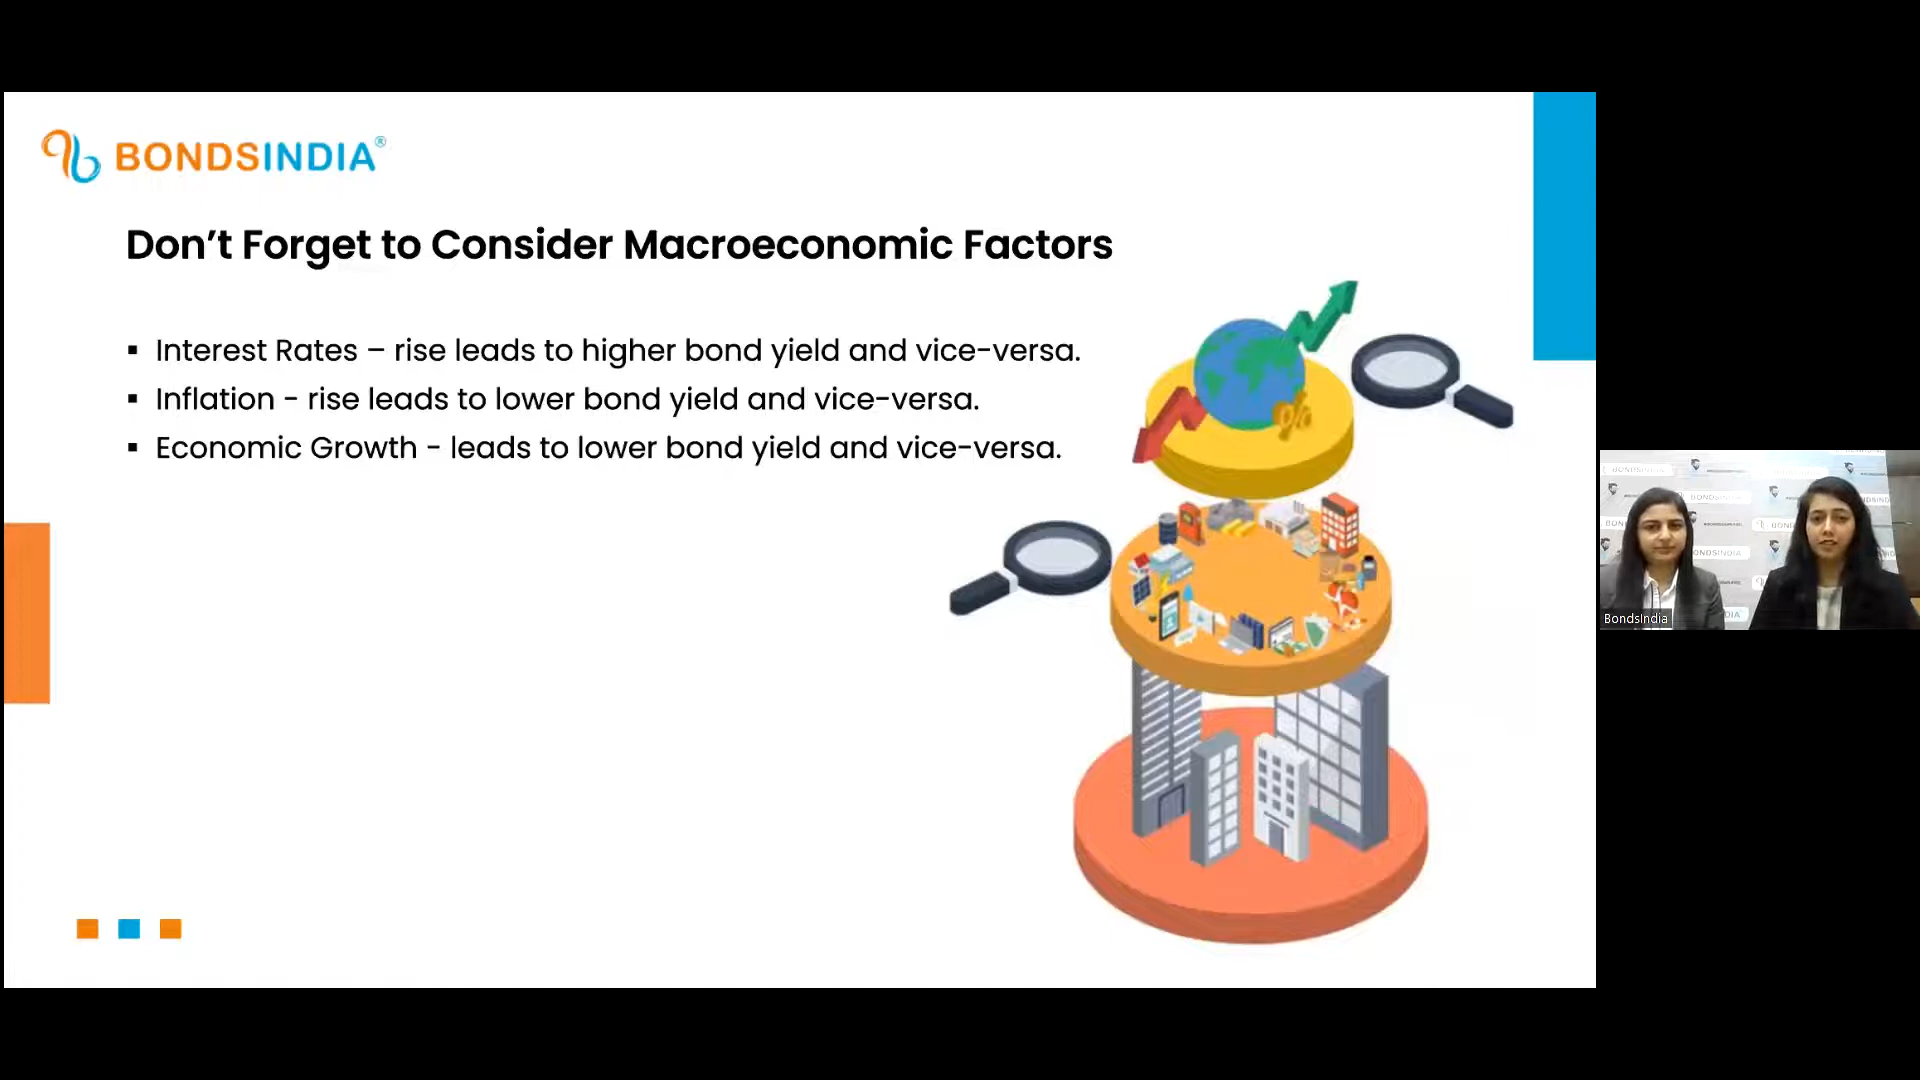 BONDSINDIA®
Don’t Forget to Consider Macroeconomic Factors
▪ Interest Rates – rise leads to higher bond yield and vice-versa.
▪ Inflation - rise leads to lower bond yield and vice-versa.
▪ Economic Growth - leads to lower bond yield and vice-versa.
%
BondsIndia